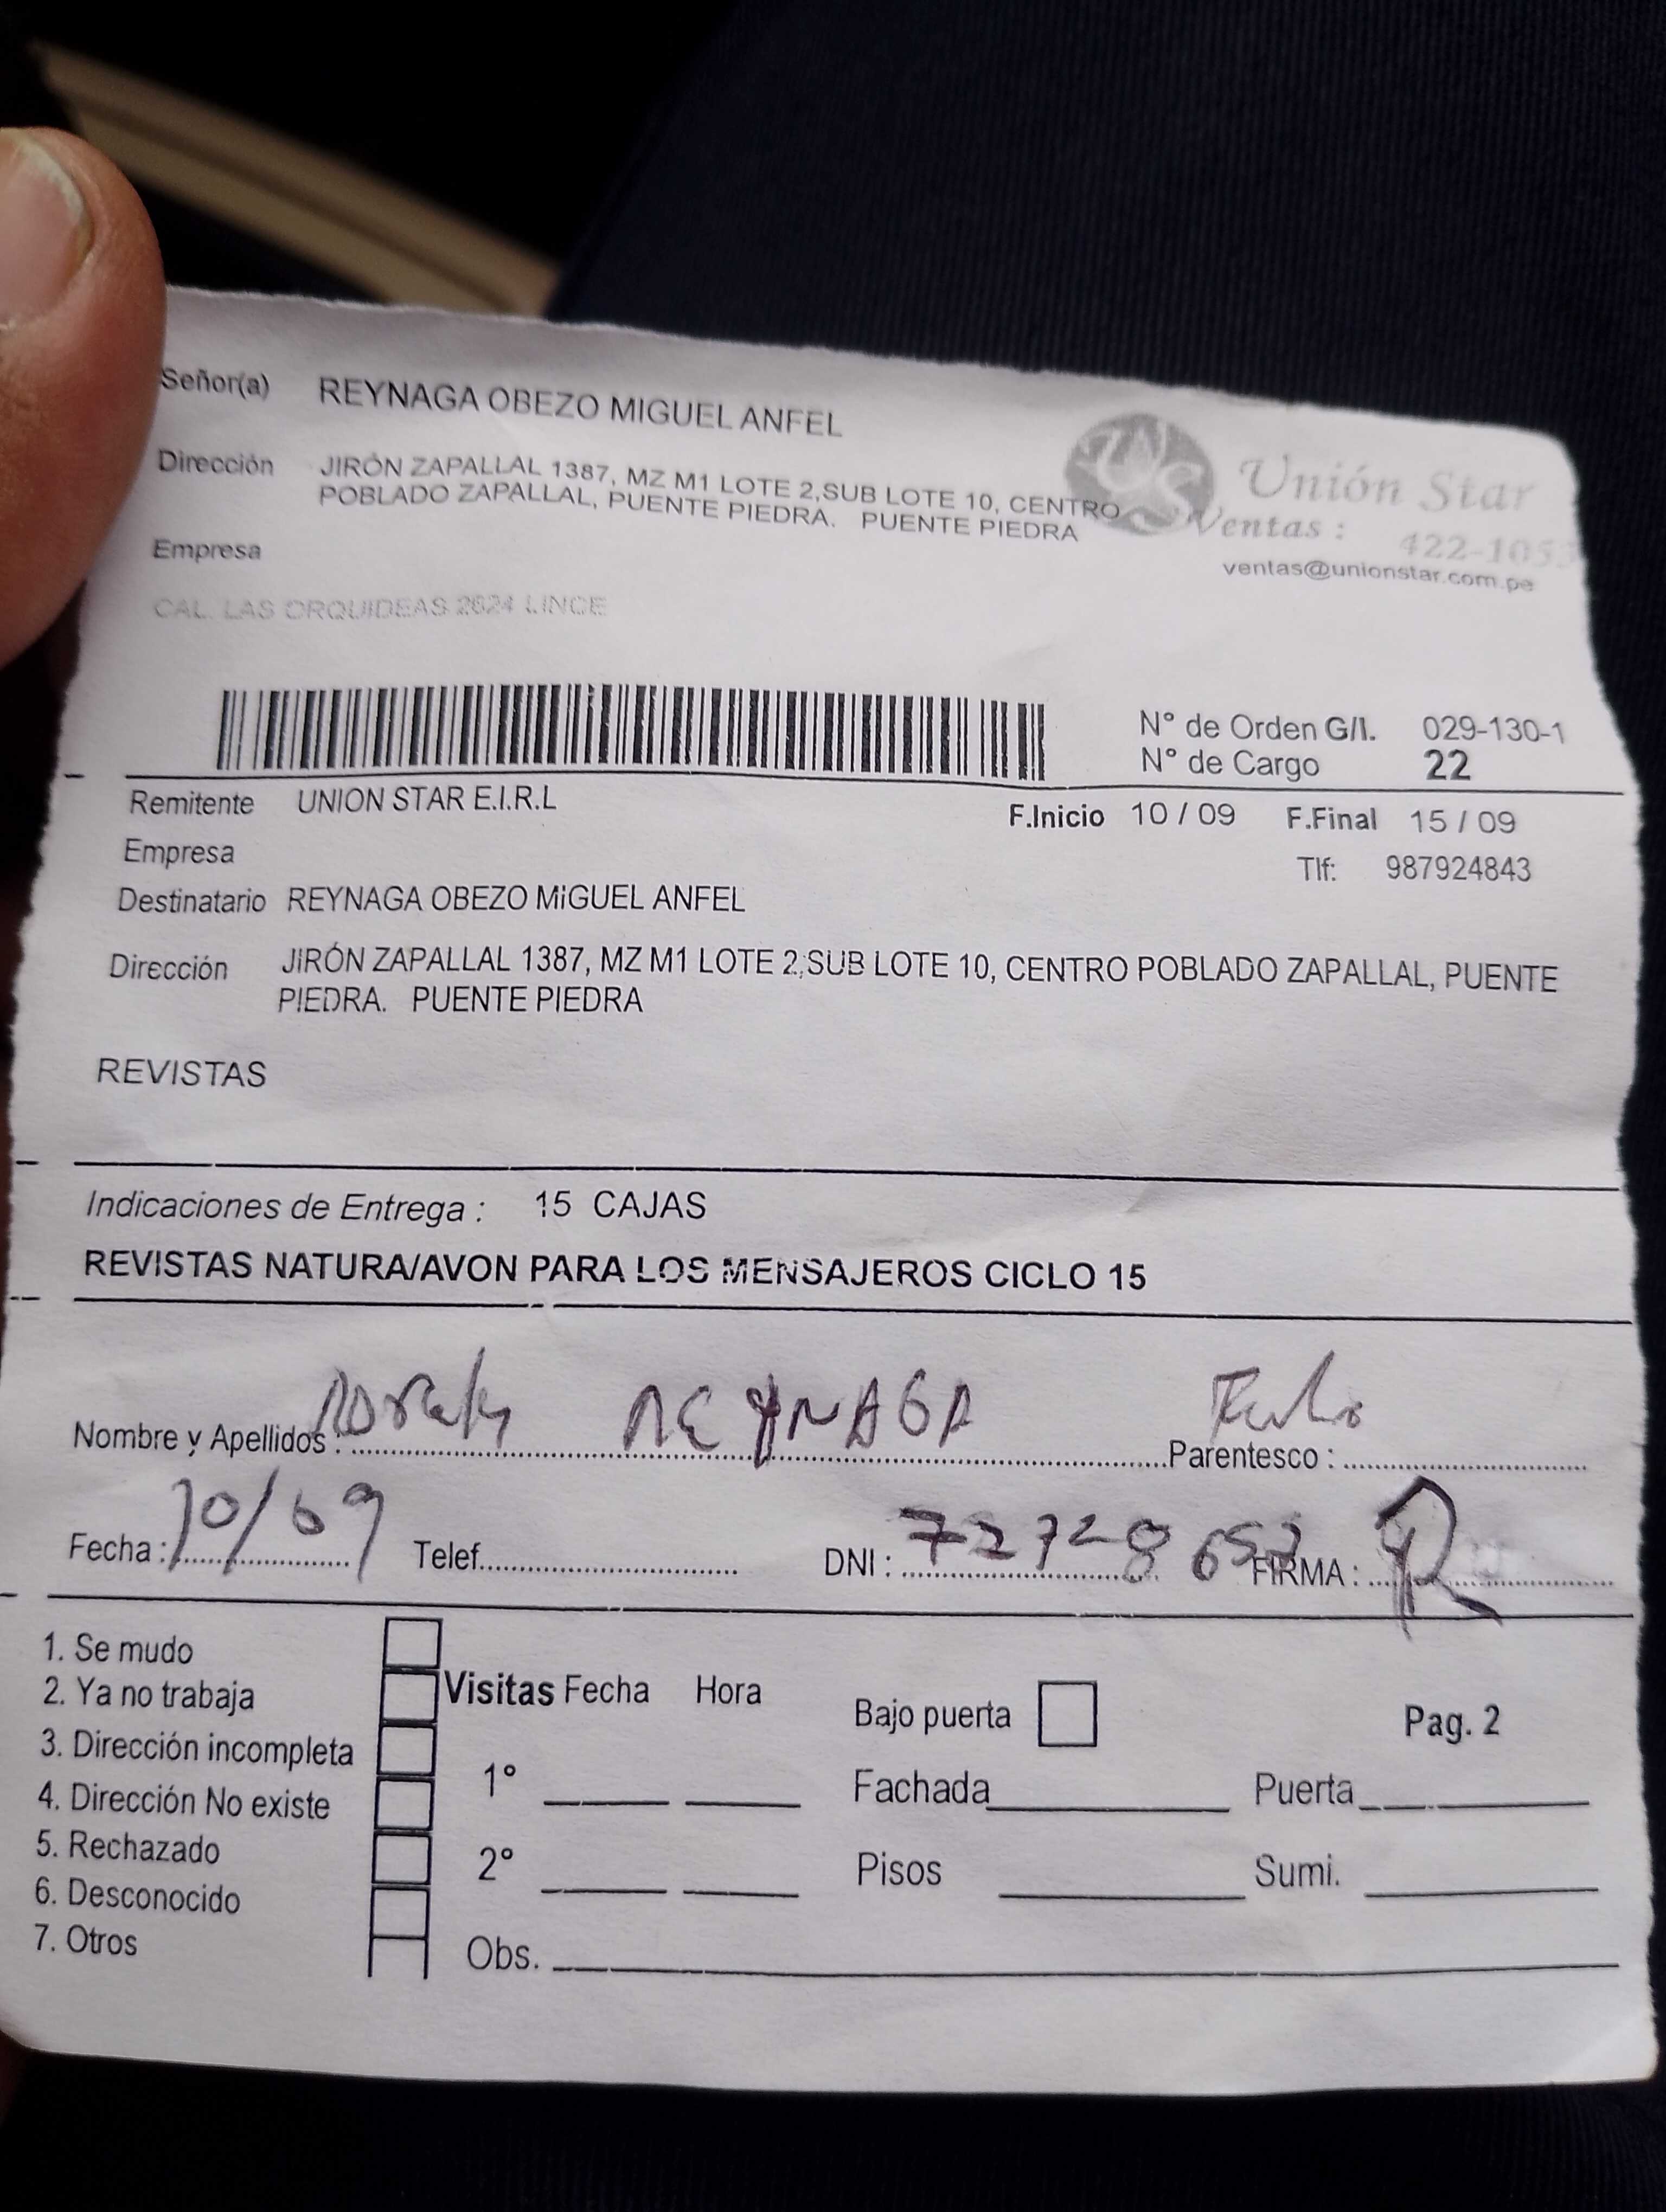 Señor(a) REYNAGA OBEZO MIGUEL ANFEL
Dirección JIRÓN ZAPALLAL 1387, MZ M1 LOTE 2,SUB LOTE 10, CENTRO
POBLADO ZAPALLAL, PUENTE PIEDRA. PUENTE PIEDRA
Unión Star
Ventas : 422-1053
ventas@unionstar.com.pe
Empresa
CAL. LAS ORQUIDEAS 2624 LINCE
N° de Orden G/I. 029-130-1
N° de Cargo 22
Remitente UNION STAR E.I.R.L
F.Inicio 10 / 09 F.Final 15 / 09
Empresa
Tlf: 987924843
Destinatario REYNAGA OBEZO MIGUEL ANFEL
Dirección JIRÓN ZAPALLAL 1387, MZ M1 LOTE 2,SUB LOTE 10, CENTRO POBLADO ZAPALLAL, PUENTE
PIEDRA. PUENTE PIEDRA
REVISTAS
Indicaciones de Entrega : 15 CAJAS
REVISTAS NATURA/AVON PARA LOS MENSAJEROS CICLO 15
Nombre y Apellidos : REYNAGA Parentesco :
Fecha : 10/09 Telef. DNI : FIRMA :
1. Se mudo
2. Ya no trabaja
3. Dirección incompleta
4. Dirección No existe
5. Rechazado
6. Desconocido
7. Otros
Visitas Fecha Hora
1°
2°
Obs.
Bajo puerta
Pag. 2
Fachada Puerta
Pisos Sumi.